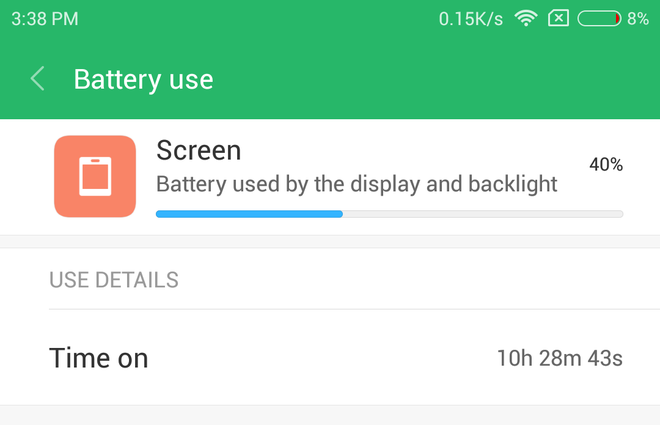 3:38 PM 0.15K/s 8%
Battery use
Screen
Battery used by the display and backlight
40%
USE DETAILS
Time on 10h 28m 43s